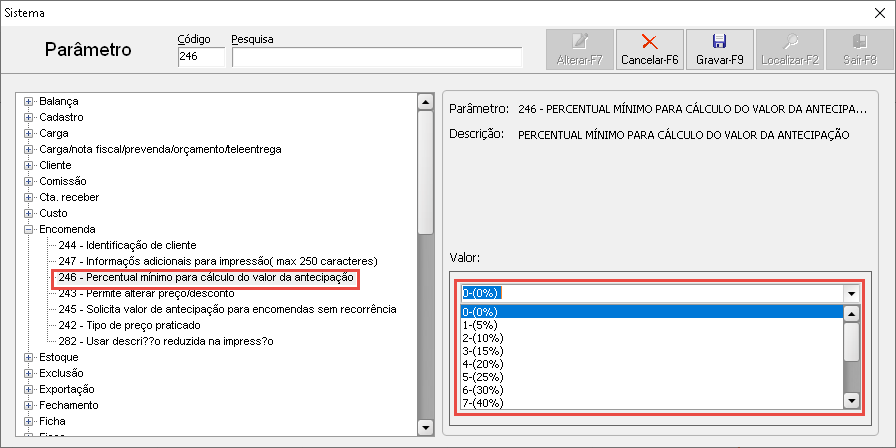 Sistema
Parâmetro
Código
246
Pesquisa
Alterar-F7
Cancelar-F6
Gravar-F9
Localizar-F2
Sair-F8
Balança
Cadastro
Carga
Carga/nota fiscal/prevenda/orçamento/teleentrega
Cliente
Comissão
Cta. receber
Custo
Encomenda
244 - Identificação de cliente
247 - Informaçõs adicionais para impressão( max 250 caracteres)
246 - Percentual mínimo para cálculo do valor da antecipação
243 - Permite alterar preço/desconto
245 - Solicita valor de antecipação para encomendas sem recorrência
242 - Tipo de preço praticado
282 - Usar descri??o reduzida na impress?o
Estoque
Exclusão
Exportação
Fechamento
Ficha
Parâmetro: 246 - PERCENTUAL MÍNIMO PARA CÁLCULO DO VALOR DA ANTECIPA...
Descrição: PERCENTUAL MÍNIMO PARA CÁLCULO DO VALOR DA ANTECIPAÇÃO
Valor:
0-(0%)
0-(0%)
1-(5%)
2-(10%)
3-(15%)
4-(20%)
5-(25%)
6-(30%)
7-(40%)